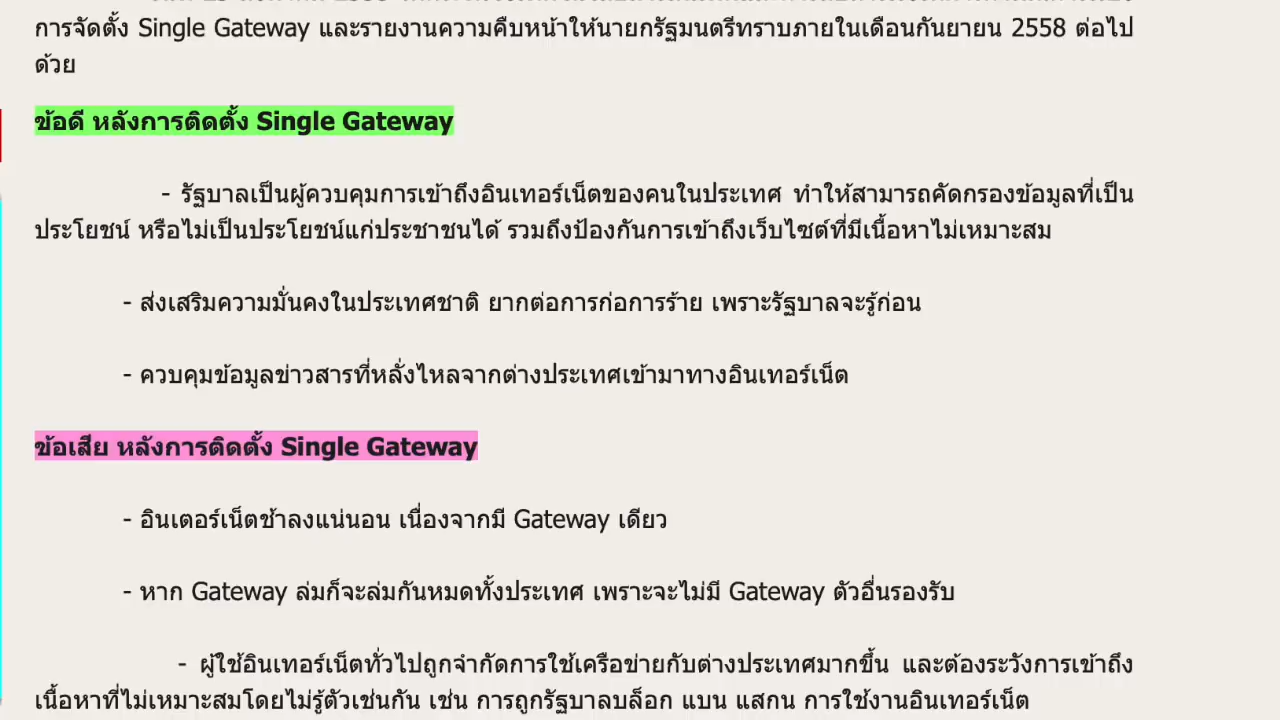 การจัดตั้ง Single Gateway และรายงานความคืบหน้าให้นายกรัฐมนตรีทราบภายในเดือนกันยายน 2558 ต่อไป
ด้วย
ข้อดี หลังการติดตั้ง Single Gateway
- รัฐบาลเป็นผู้ควบคุมการเข้าถึงอินเทอร์เน็ตของคนในประเทศ ทำให้สามารถคัดกรองข้อมูลที่เป็น
ประโยชน์ หรือไม่เป็นประโยชน์แก่ประชาชนได้ รวมถึงป้องกันการเข้าถึงเว็บไซต์ที่มีเนื้อหาไม่เหมาะสม
- ส่งเสริมความมั่นคงในประเทศชาติ ยากต่อการก่อการร้าย เพราะรัฐบาลจะรู้ก่อน
- ควบคุมข้อมูลข่าวสารที่หลั่งไหลจากต่างประเทศเข้ามาทางอินเทอร์เน็ต
ข้อเสีย หลังการติดตั้ง Single Gateway
- อินเตอร์เน็ตช้าลงแน่นอน เนื่องจากมี Gateway เดียว
- หาก Gateway ล่มก็จะล่มกันหมดทั้งประเทศ เพราะจะไม่มี Gateway ตัวอื่นรองรับ
- ผู้ใช้อินเทอร์เน็ตทั่วไปถูกจำกัดการใช้เครือข่ายกับต่างประเทศมากขึ้น และต้องระวังการเข้าถึง
เนื้อหาที่ไม่เหมาะสมโดยไม่รู้ตัวเช่นกัน เช่น การถูกรัฐบาลบล็อก แบน แสกน การใช้งานอินเทอร์เน็ต